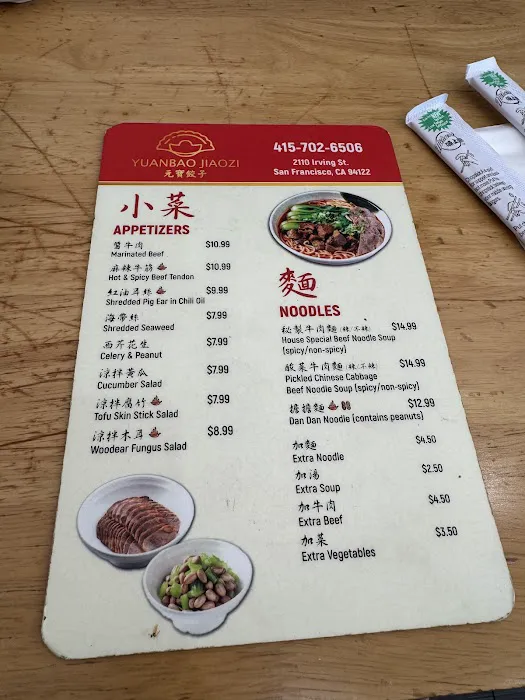 YUANBAO JIAOZI
元寶餃子
415-702-6506
2110 Irving St.
San Francisco, CA 94122
小菜
APPETIZERS
醬牛肉 $10.99
Marinated Beef
麻辣牛筋 $10.99
Hot & Spicy Beef Tendon
紅油耳絲 $9.99
Shredded Pig Ear in Chili Oil
海帶絲 $7.99
Shredded Seaweed
西芹花生 $7.99
Celery & Peanut
涼拌黃瓜 $7.99
Cucumber Salad
涼拌腐竹 $7.99
Tofu Skin Stick Salad
涼拌木耳 $8.99
Woodear Fungus Salad
麵
NOODLES
秘製牛肉麵(辣/不辣) $14.99
House Special Beef Noodle Soup
(spicy/non-spicy)
酸菜牛肉麵(辣/不辣) $14.99
Pickled Chinese Cabbage
Beef Noodle Soup (spicy/non-spicy)
擔擔麵 $12.99
Dan Dan Noodle (contains peanuts)
加麵 $4.50
Extra Noodle
加湯 $2.50
Extra Soup
加牛肉 $4.50
Extra Beef
加菜 $3.50
Extra Vegetables